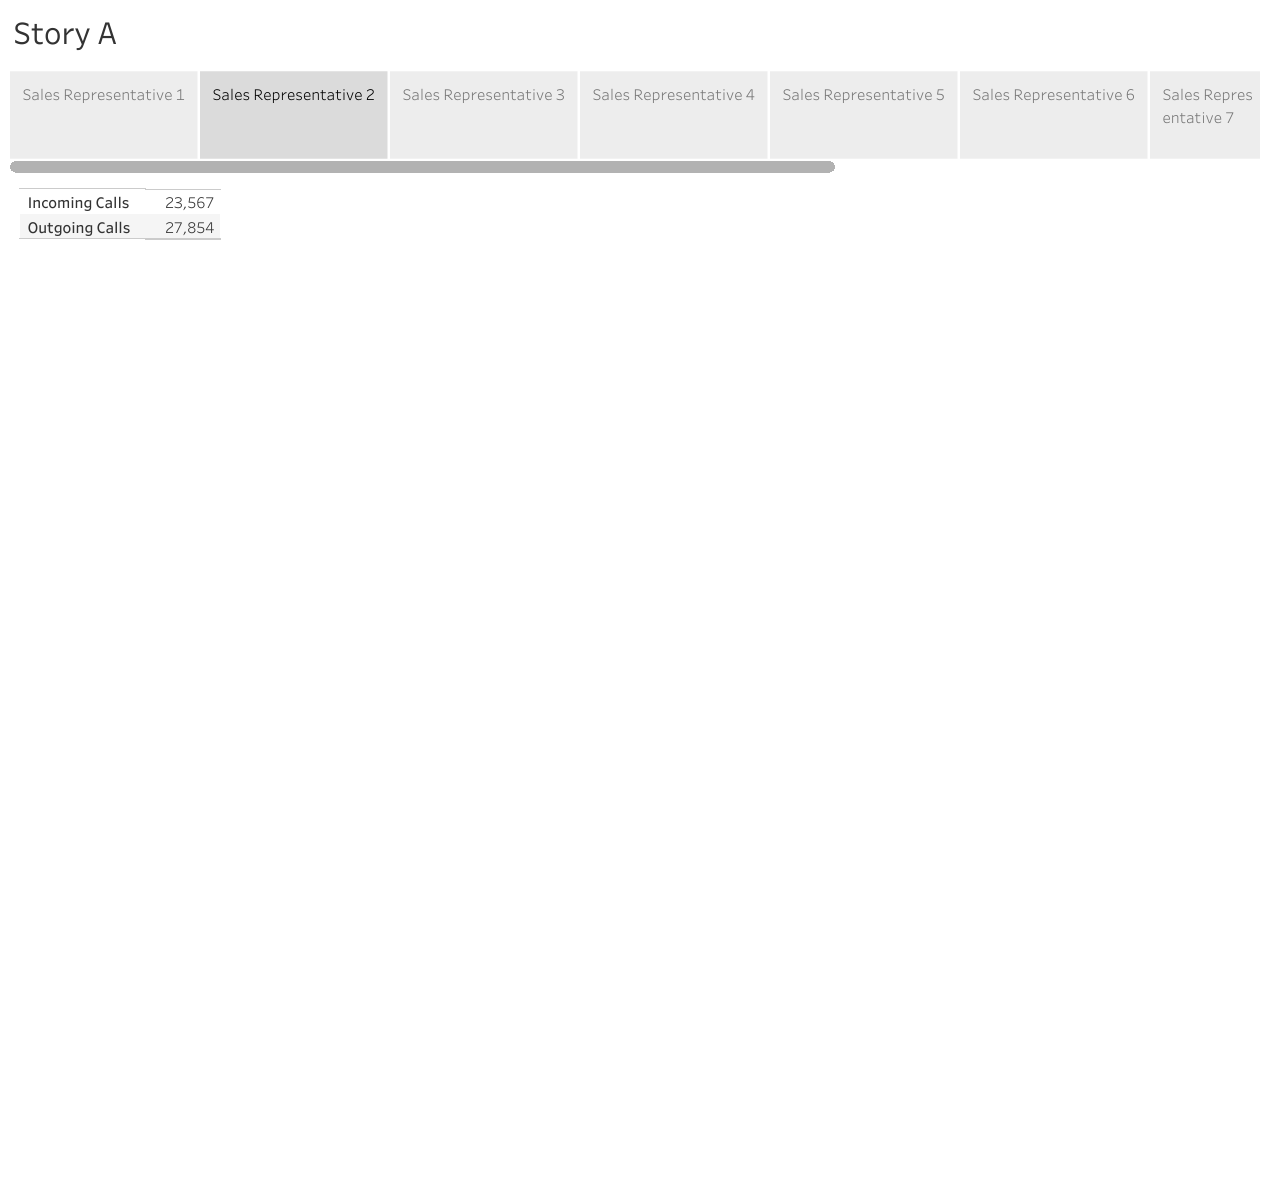 Story A
Sales Representative 1 Sales Representative 2 Sales Representative 3 Sales Representative 4 Sales Representative 5 Sales Representative 6 Sales Repres
entative 7
Incoming Calls 23,567
Outgoing Calls 27,854